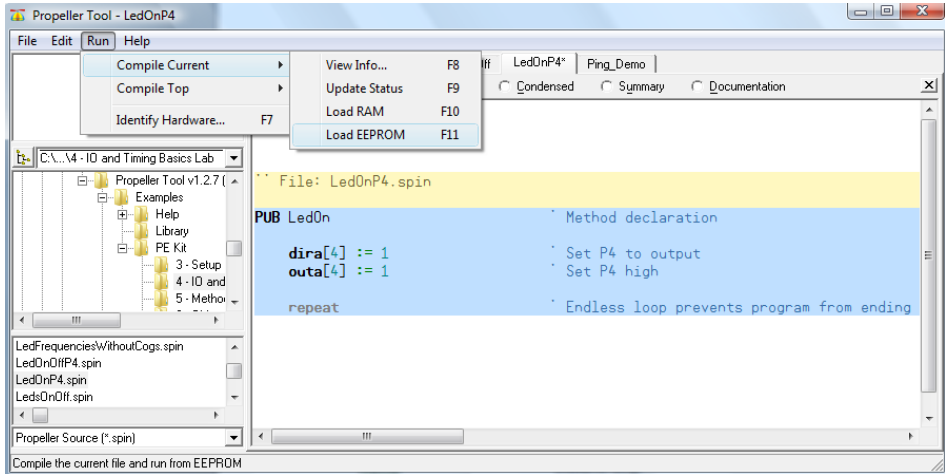 Propeller Tool - LedOnP4
File Edit Run Help
Compile Current
Compile Top
Identify Hardware... F7
View Info... F8
Update Status F9
Load RAM F10
Load EEPROM F11
ff LedOnP4* Ping_Demo
Condensed Summary Documentation
C:\...\4 - IO and Timing Basics Lab
Propeller Tool v1.2.7 (
Examples
Help
Library
PE Kit
3 - Setup
4 - IO and
5 - Metho
'' File: LedOnP4.spin
PUB LedOn ' Method declaration
dira[4] := 1 ' Set P4 to output
outa[4] := 1 ' Set P4 high
repeat ' Endless loop prevents program from ending
LedFrequenciesWithoutCogs.spin
LedOnOffP4.spin
LedOnP4.spin
LedsOnOff.spin
Propeller Source (*.spin)
Compile the current file and run from EEPROM